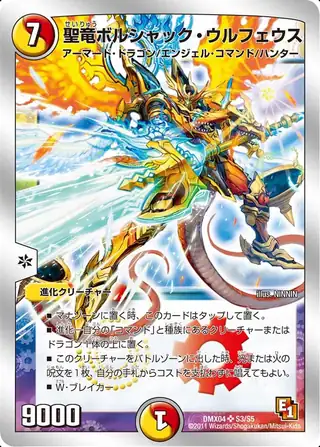 7
せいりゅう
聖竜ボルシャック・ウルフェウス
アーマード・ドラゴン/エンジェル・コマンド/ハンター
illus. NINNIN
進化クリーチャー
■ マナゾーンに置く時、このカードはタップして置く。
■ 進化－自分の「コマンド」と種族にあるクリーチャーまたは
ドラゴン1体の上に置く。
■ このクリーチャーをバトルゾーンに出した時、光または火の
呪文を1枚、自分の手札からコストを支払わずに唱えてもよい。
■ W・ブレイカー
9000
1
E1
DMX04 S3/S5
©2011 Wizards/Shogakukan/Mitsui-Kids